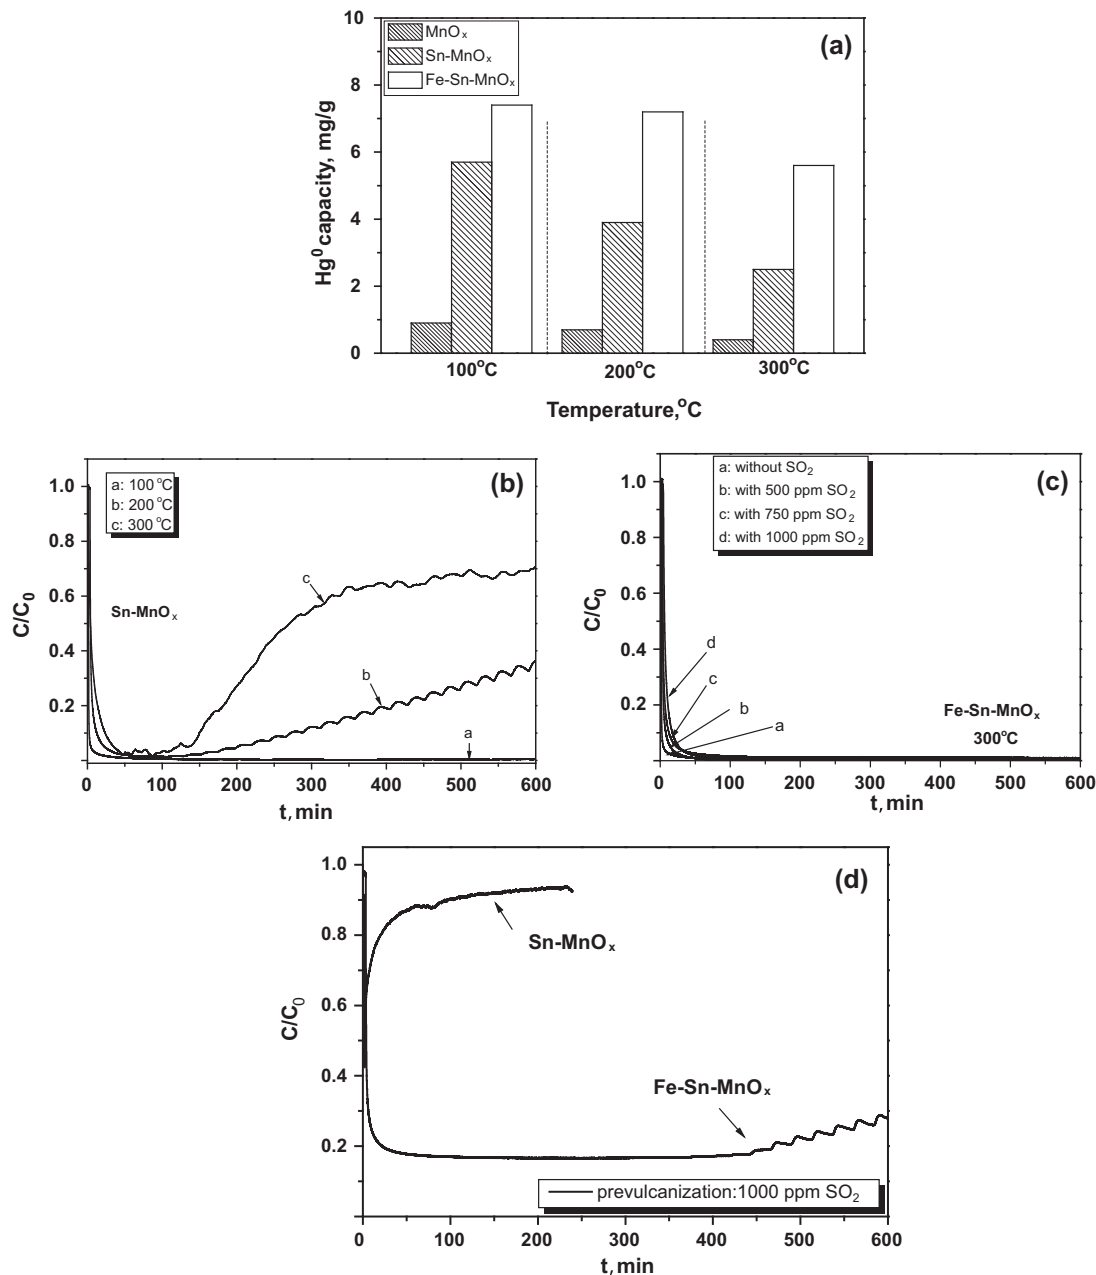 (a)
MnOₓ
Sn-MnOₓ
Fe-Sn-MnOₓ
Hg⁰ capacity, mg/g
10
8
6
4
2
0
100°C 200°C 300°C
Temperature,°C
(b)
a: 100 °C
b: 200 °C
c: 300 °C
Sn-MnOₓ
C/C₀
1.0
0.8
0.6
0.4
0.2
c
b
a
0 100 200 300 400 500 600
t, min
(c)
a: without SO₂
b: with 500 ppm SO₂
c: with 750 ppm SO₂
d: with 1000 ppm SO₂
C/C₀
1.0
0.8
0.6
0.4
0.2
d
c
b
a
Fe-Sn-MnOₓ
300°C
0 100 200 300 400 500 600
t, min
(d)
C/C₀
1.0
0.8
0.6
0.4
0.2
0.0
Sn-MnOₓ
Fe-Sn-MnOₓ
prevulcanization:1000 ppm SO₂
0 100 200 300 400 500 600
t, min